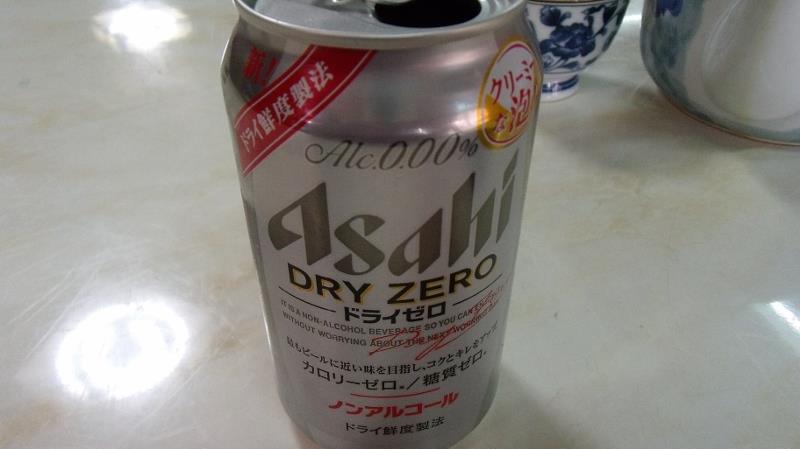 新!
ドライ鮮度製法
クリーミー
な泡!
Alc.0.00%
Asahi
DRY ZERO
ドライゼロ
IT IS A NON-ALCOHOL BEVERAGE SO YOU CAN
WITHOUT WORRYING ABOUT THE NEXT
最もビールに近い味を目指し、コクとキレをアップ
カロリーゼロ※/糖質ゼロ※
ノンアルコール
ドライ鮮度製法